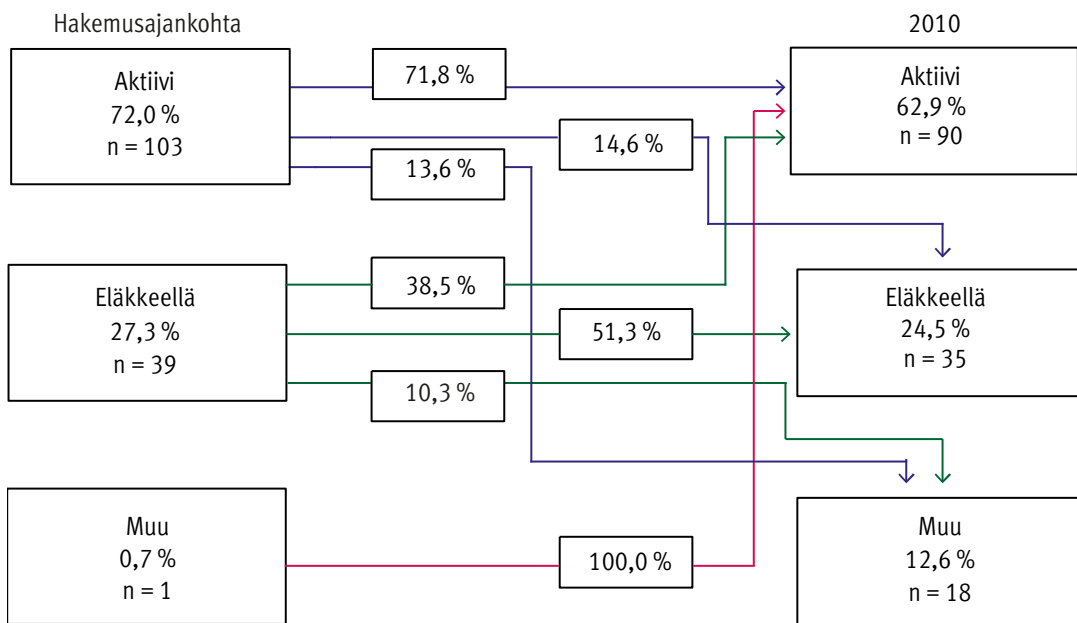 Hakemusajankohta
2010
Aktiivi
72,0 %
n = 103
71,8 %
14,6 %
13,6 %
Aktiivi
62,9 %
n = 90
Eläkkeellä
27,3 %
n = 39
38,5 %
51,3 %
10,3 %
Eläkkeellä
24,5 %
n = 35
Muu
0,7 %
n = 1
100,0 %
Muu
12,6 %
n = 18